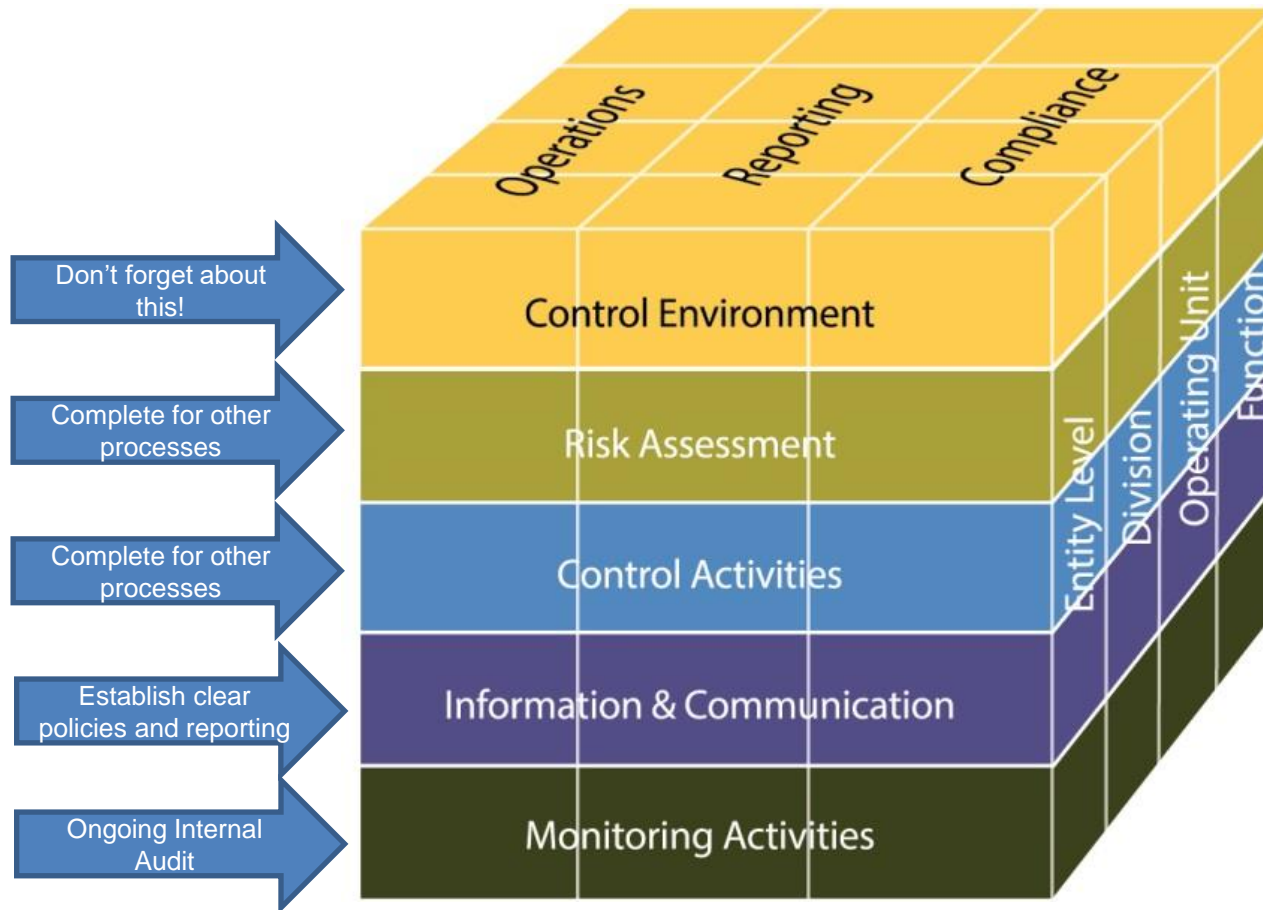 Operations
Reporting
Compliance
Don’t forget about
this!
Control Environment
Complete for other
processes
Risk Assessment
Complete for other
processes
Control Activities
Establish clear
policies and reporting
Information & Communication
Ongoing Internal
Audit
Monitoring Activities
Entity Level
Division
Operating Unit
Function